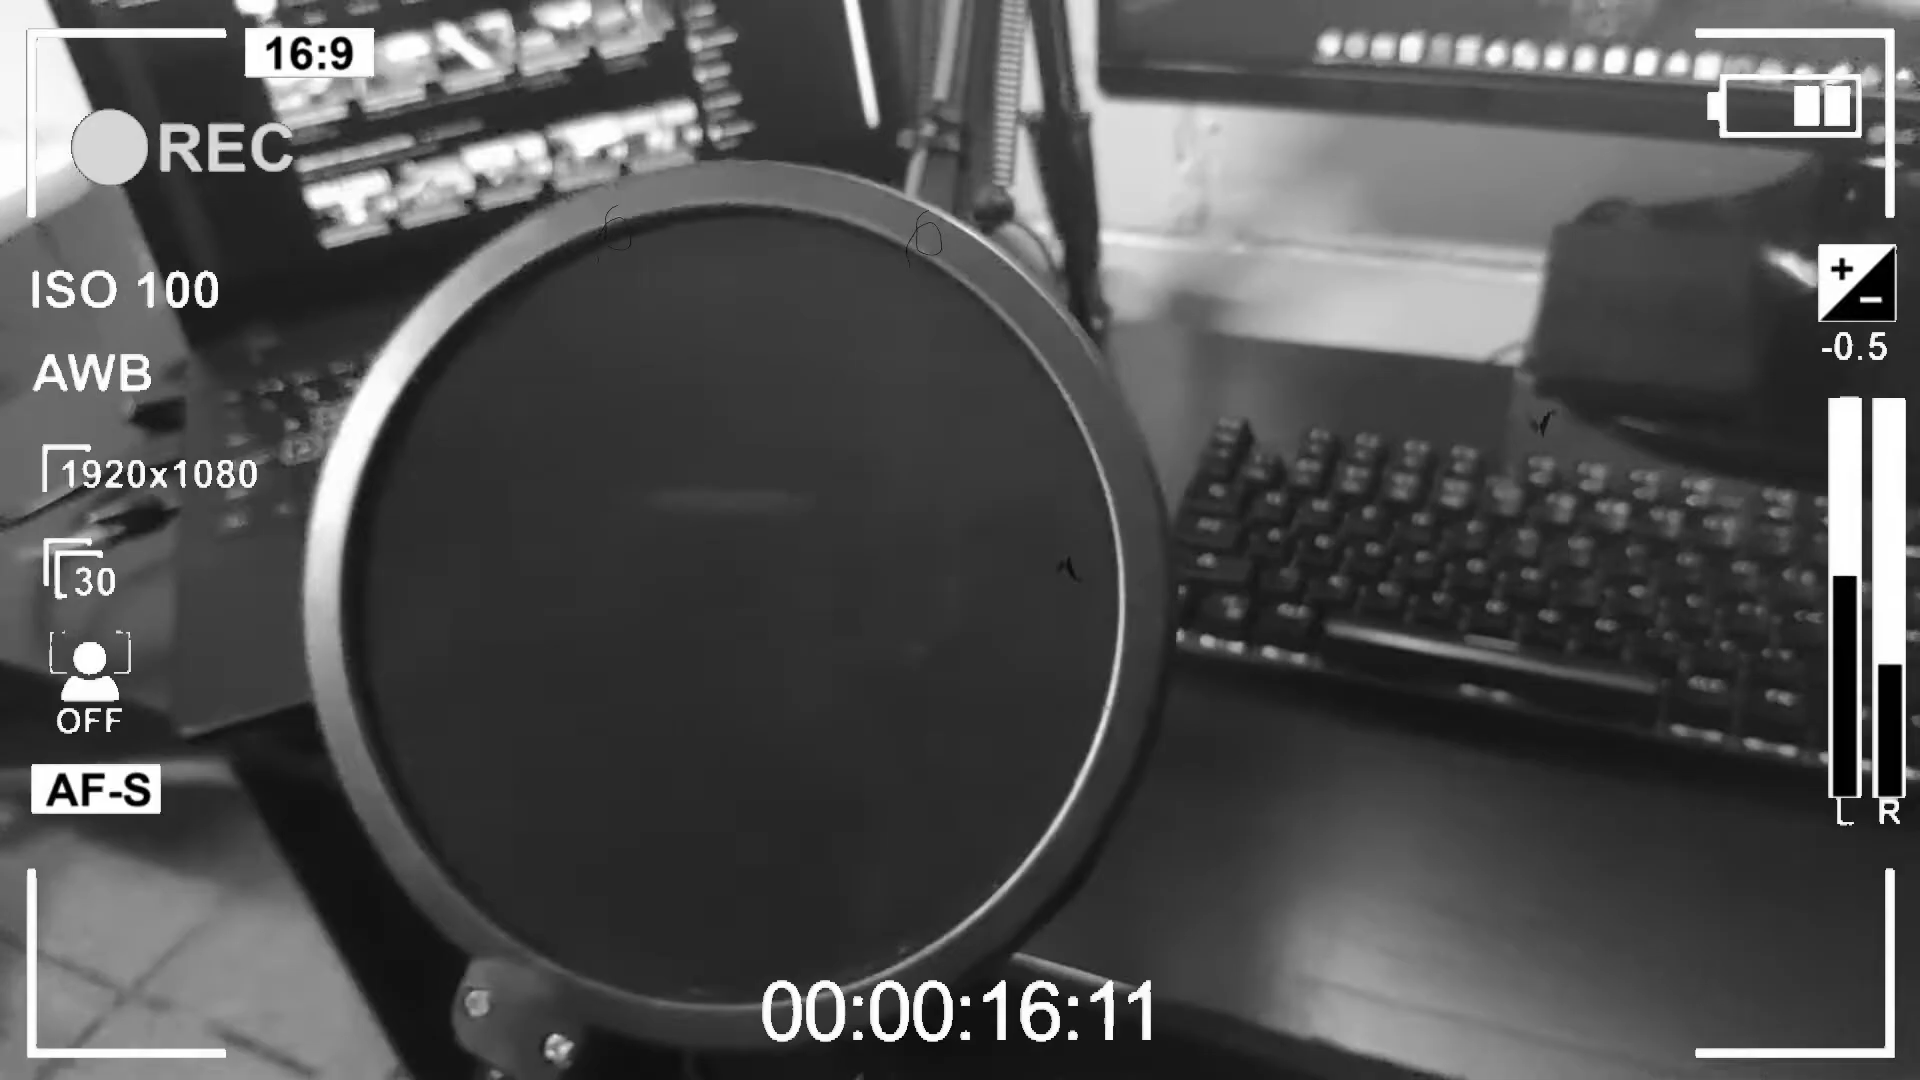 16:9
REC
ISO 100
AWB
1920x1080
30
OFF
AF-S
+
-
-0.5
L R
00:00:16:11